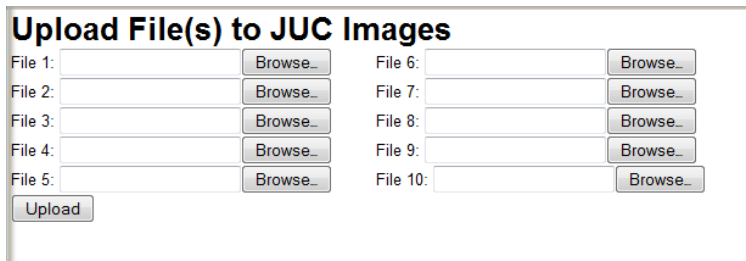 Upload File(s) to JUC Images
File 1: Browse... File 6: Browse...
File 2: Browse... File 7: Browse...
File 3: Browse... File 8: Browse...
File 4: Browse... File 9: Browse...
File 5: Browse... File 10: Browse...
Upload